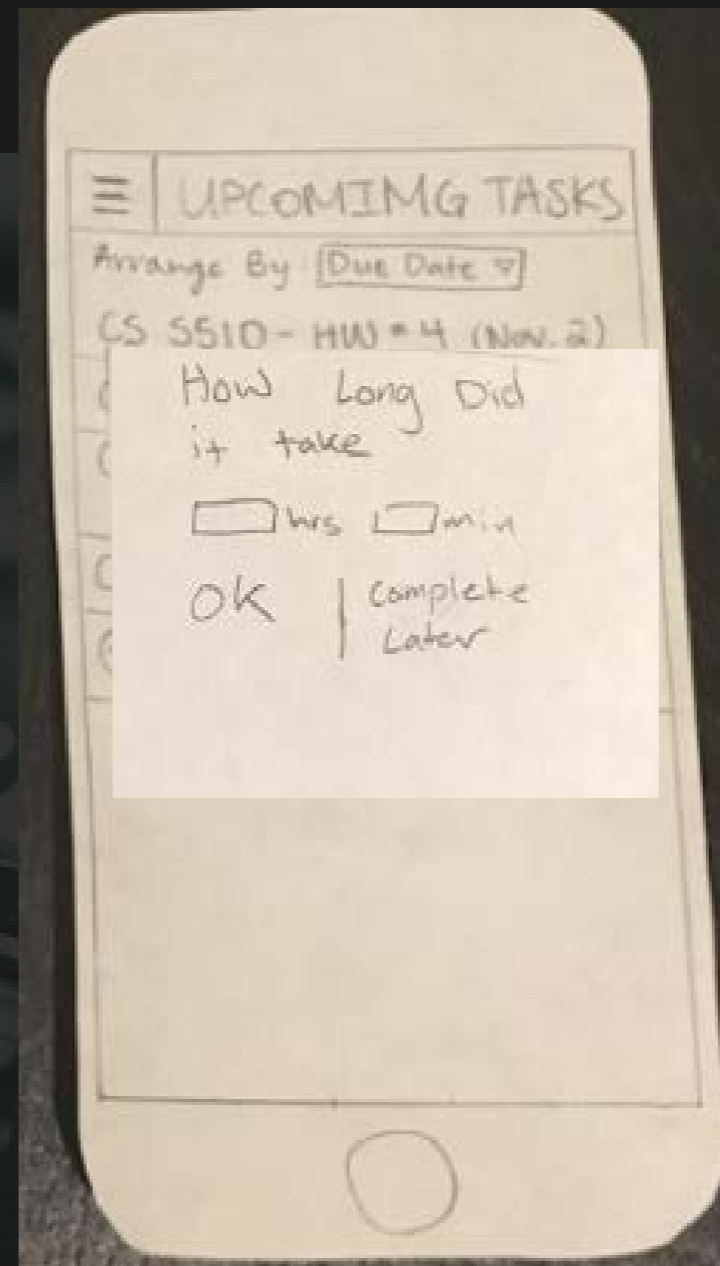 UPCOMIMG TASKS
Arrange By Due Date
CS 5510 - HW #4 (Nov. 2)
How Long Did
it take
hrs min
OK | Complete
Later